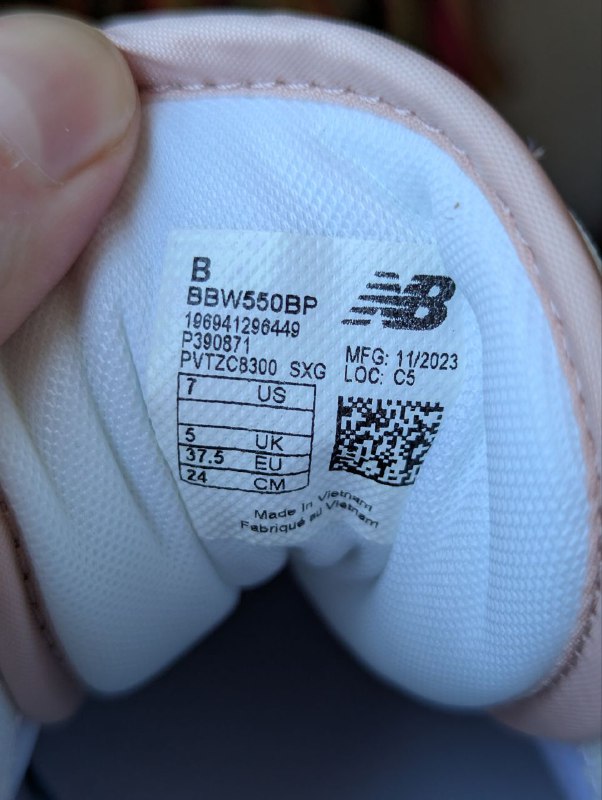 B
BBW550BP
196941296449
P390871
PVTZC8300 SXG
NB
MFG: 11/2023
LOC: C5
7 US
5 UK
37.5 EU
24 CM
Made In Vietnam
Fabriqué au Vietnam